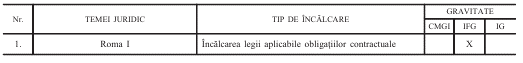 Nr. TEMEI JURIDIC TIP DE ÎNCĂLCARE GRAVITATE
CMGI IFG IG
1. Roma I Încălcarea legii aplicabile obligațiilor contractuale X